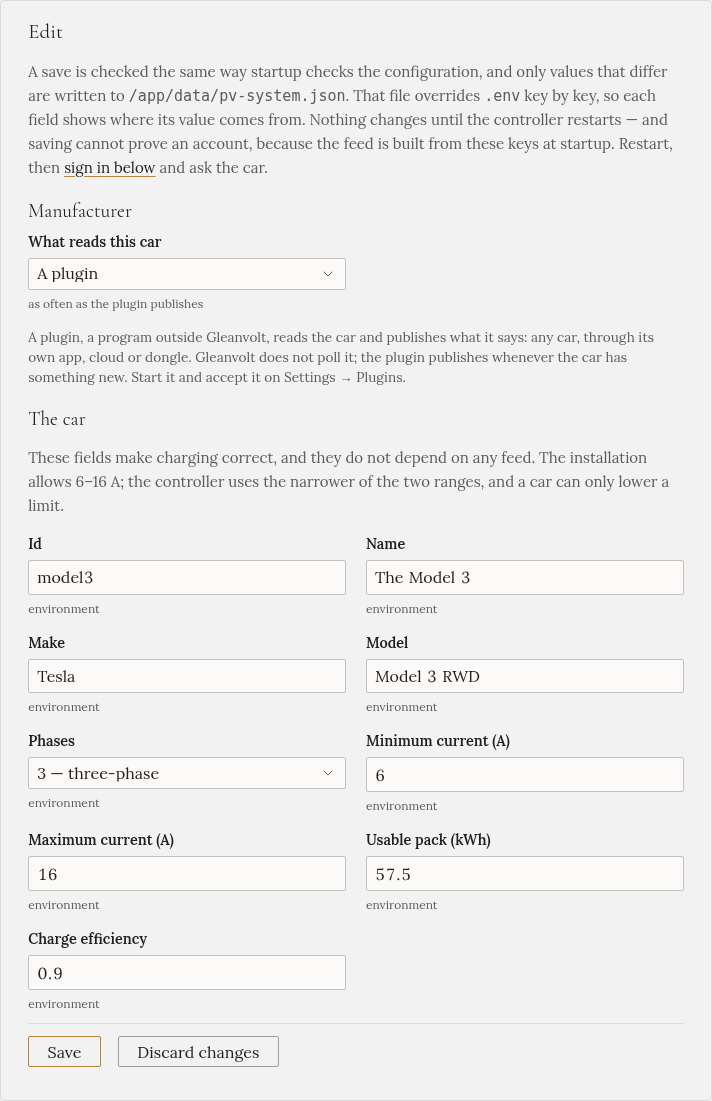 Edit
A save is checked the same way startup checks the configuration, and only values that differ
are written to /app/data/pv-system.json. That file overrides .env key by key, so each
field shows where its value comes from. Nothing changes until the controller restarts — and
saving cannot prove an account, because the feed is built from these keys at startup. Restart,
then sign in below and ask the car.
Manufacturer
What reads this car
A plugin
as often as the plugin publishes
A plugin, a program outside Gleanvolt, reads the car and publishes what it says: any car, through its
own app, cloud or dongle. Gleanvolt does not poll it; the plugin publishes whenever the car has
something new. Start it and accept it on Settings → Plugins.
The car
These fields make charging correct, and they do not depend on any feed. The installation
allows 6–16 A; the controller uses the narrower of the two ranges, and a car can only lower a
limit.
Id
Name
model3
The Model 3
environment
environment
Make
Model
Tesla
Model 3 RWD
environment
environment
Phases
Minimum current (A)
3 — three-phase
6
environment
environment
Maximum current (A)
Usable pack (kWh)
16
57.5
environment
environment
Charge efficiency
0.9
environment
Save
Discard changes